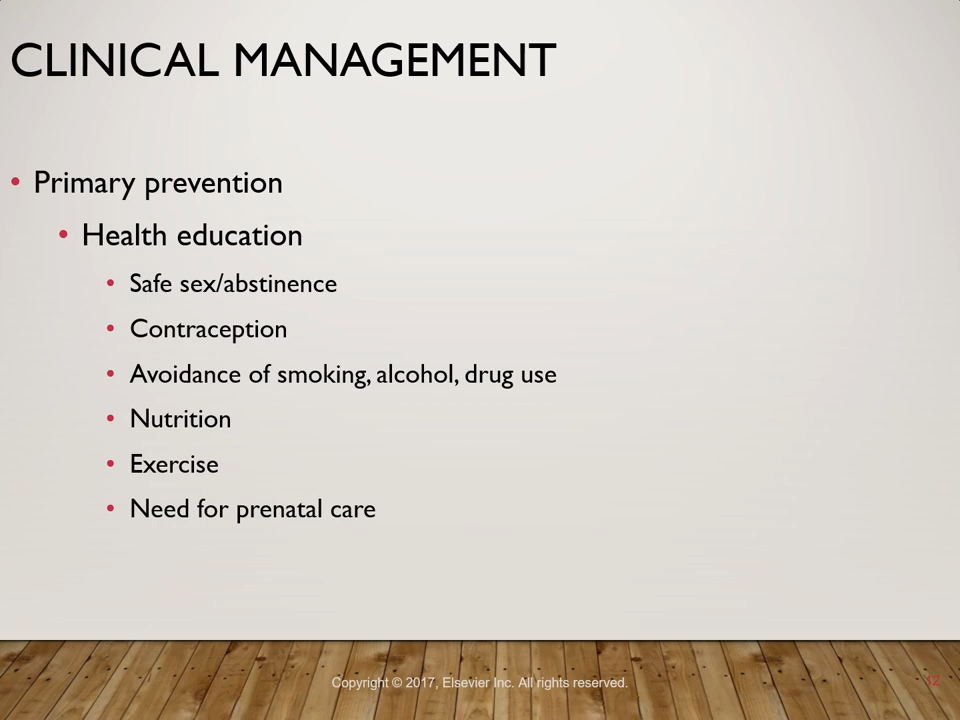 CLINICAL MANAGEMENT
• Primary prevention
• Health education
• Safe sex/abstinence
• Contraception
• Avoidance of smoking, alcohol, drug use
• Nutrition
• Exercise
• Need for prenatal care
Copyright © 2017, Elsevier Inc. All rights reserved.
12